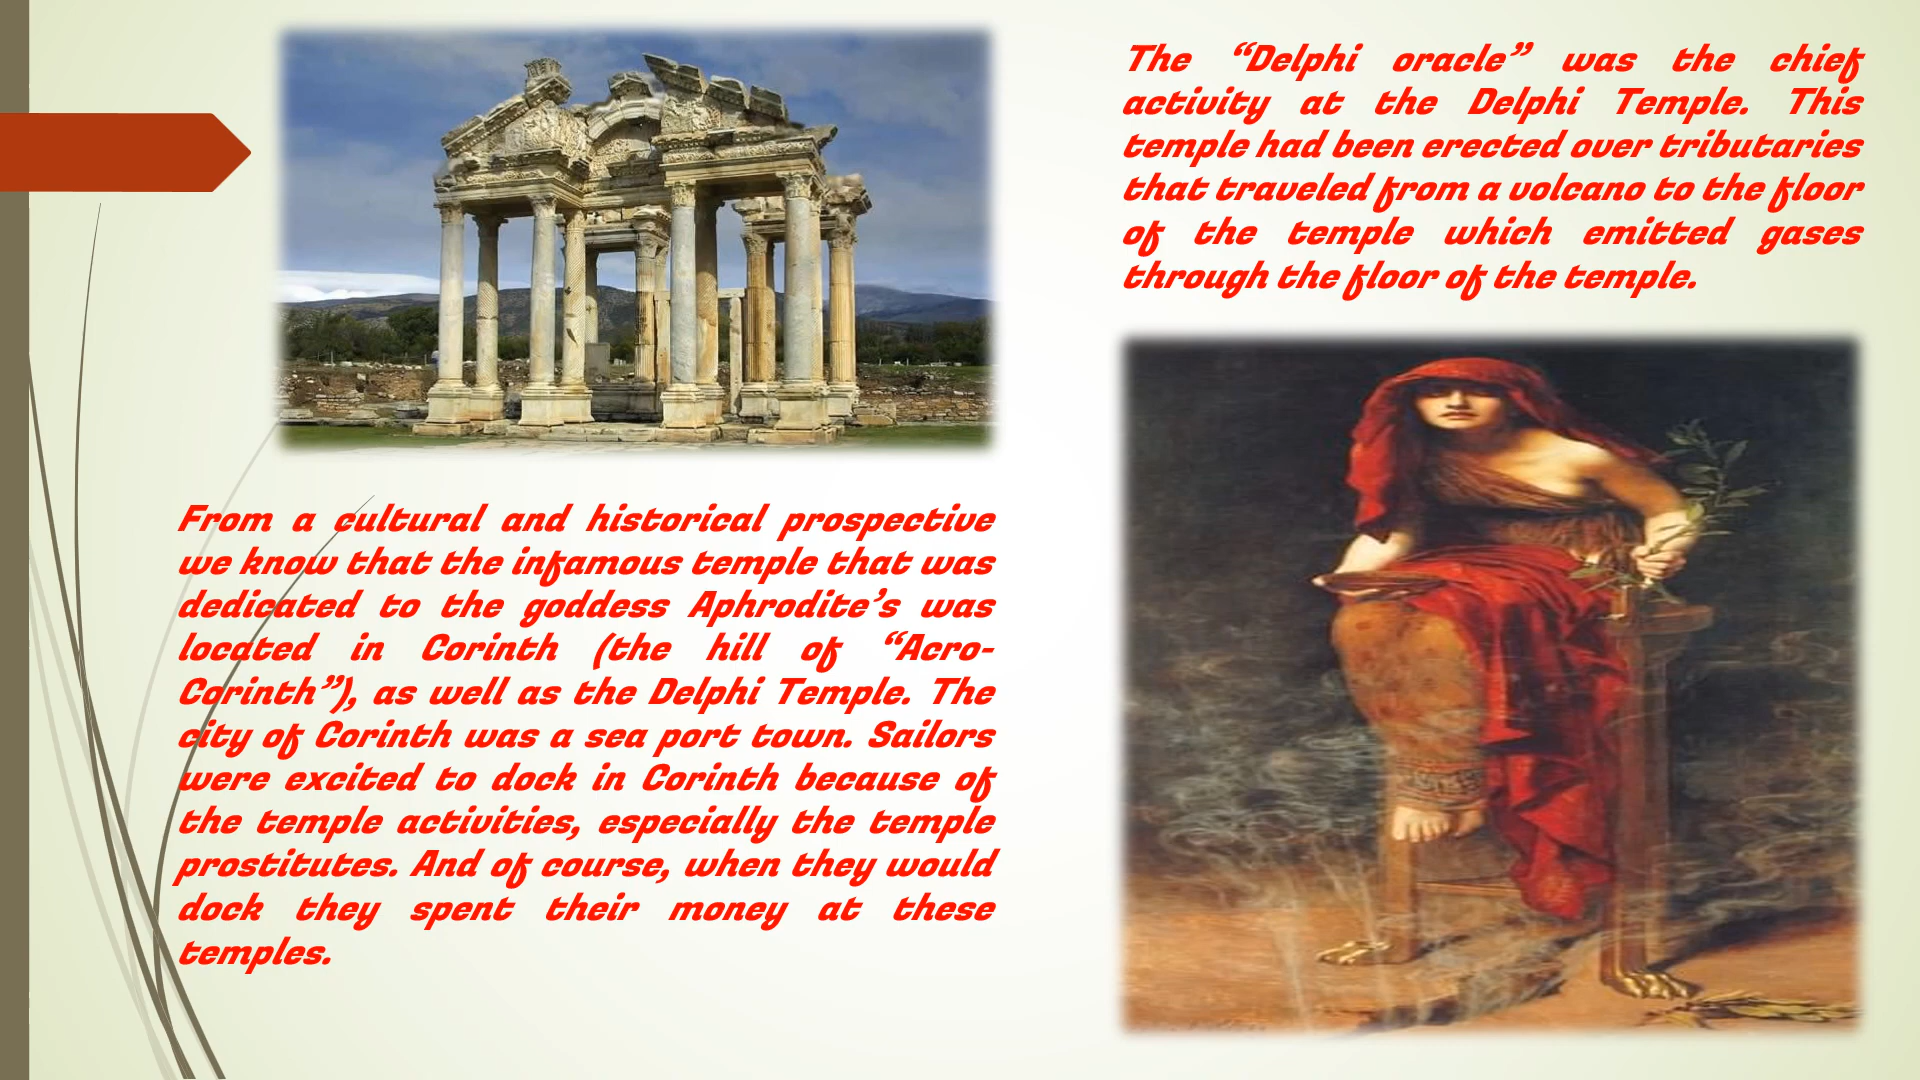 From a cultural and historical prospective
we know that the infamous temple that was
dedicated to the goddess Aphrodite’s was
located in Corinth (the hill of “Acro-
Corinth”), as well as the Delphi Temple. The
city of Corinth was a sea port town. Sailors
were excited to dock in Corinth because of
the temple activities, especially the temple
prostitutes. And of course, when they would
dock they spent their money at these
temples.
The “Delphi oracle” was the chief
activity at the Delphi Temple. This
temple had been erected over tributaries
that traveled from a volcano to the floor
of the temple which emitted gases
through the floor of the temple.